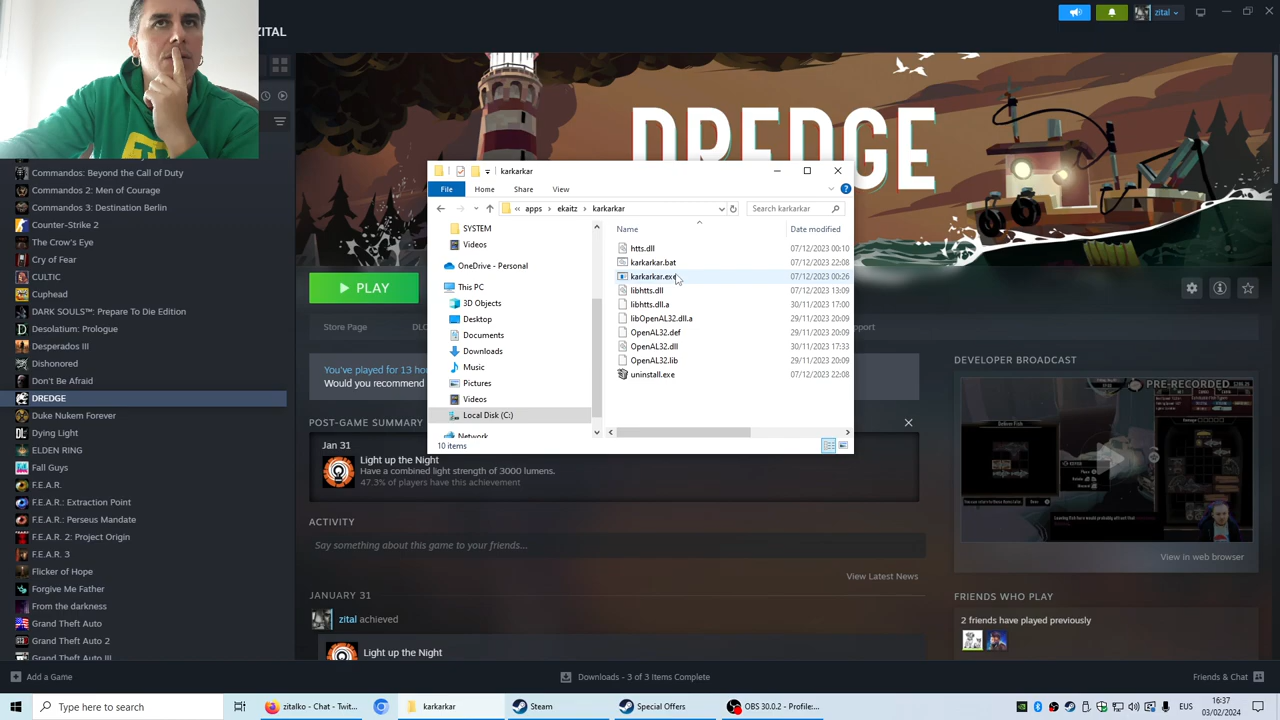 ZITAL
zital
DREDGE
Commandos: Beyond the Call of Duty
Commandos 2: Men of Courage
Commandos 3: Destination Berlin
Counter-Strike 2
The Crow's Eye
Cry of Fear
CULTIC
Cuphead
DARK SOULS™: Prepare To Die Edition
Desolatium: Prologue
Desperados III
Dishonored
Don't Be Afraid
DREDGE
Duke Nukem Forever
Dying Light
ELDEN RING
Fall Guys
F.E.A.R.
F.E.A.R.: Extraction Point
F.E.A.R.: Perseus Mandate
F.E.A.R. 2: Project Origin
F.E.A.R. 3
Flicker of Hope
Forgive Me Father
From the darkness
Grand Theft Auto
Grand Theft Auto 2
Grand Theft Auto III
karkarkar
File Home Share View
« apps ekaitz karkarkar
Search karkarkar
SYSTEM
Videos
OneDrive - Personal
This PC
3D Objects
Desktop
Documents
Downloads
Music
Pictures
Videos
Local Disk (C:)
Network
Name Date modified
htts.dll 07/12/2023 00:10
karkarkar.bat 07/12/2023 22:08
karkarkar.exe 07/12/2023 00:26
libhtts.dll 07/12/2023 13:09
libhtts.dll.a 30/11/2023 17:00
libOpenAL32.dll.a 29/11/2023 20:09
OpenAL32.def 29/11/2023 20:09
OpenAL32.dll 30/11/2023 17:33
OpenAL32.lib 29/11/2023 20:09
uninstall.exe 07/12/2023 22:08
10 items
PLAY
Store Page DLC
You've played for 13 ho
Would you recommend
POST-GAME SUMMARY
Jan 31
Light up the Night
Have a combined light strength of 3000 lumens.
47.3% of players have this achievement
ACTIVITY
Say something about this game to your friends...
View Latest News
JANUARY 31
zital achieved
Light up the Night
DEVELOPER BROADCAST
PRE-RECORDED
View in web browser
FRIENDS WHO PLAY
2 friends have played previously
Add a Game
Downloads - 3 of 3 Items Complete
Friends & Chat
Type here to search
zitalko - Chat - Twit...
karkarkar
Steam
Special Offers
OBS 30.0.2 - Profile:...
EUS
16:37
03/02/2024